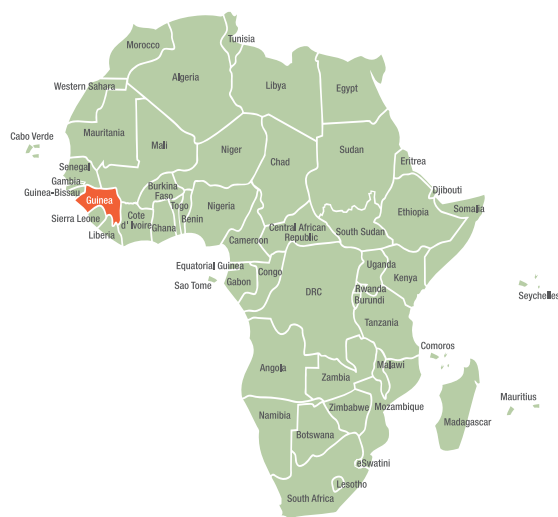 Tunisia
Morocco
Algeria
Libya
Egypt
Western Sahara
Mauritania
Cabo Verde
Mali
Niger
Chad
Sudan
Eritrea
Senegal
Gambia
Guinea-Bissau
Guinea
Burkina
Faso
Djibouti
Somalia
Sierra Leone
Cote
d' Ivoire
Togo
Benin
Ghana
Nigeria
Ethiopia
Liberia
Central African
Republic
South Sudan
Cameroon
Equatorial Guinea
Sao Tome
Gabon
Congo
Uganda
Kenya
DRC
Rwanda
Burundi
Seychelles
Tanzania
Comoros
Angola
Zambia
Malawi
Mauritius
Namibia
Zimbabwe
Mozambique
Madagascar
Botswana
eSwatini
Lesotho
South Africa